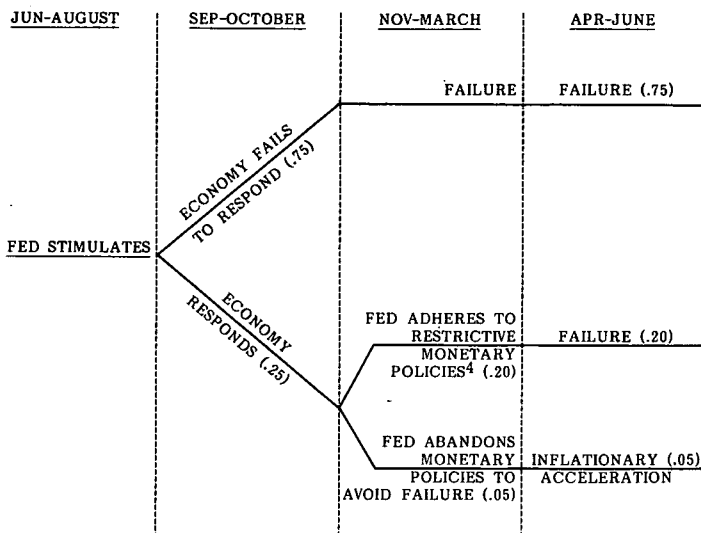 JUN-AUGUST
SEP-OCTOBER
NOV-MARCH
APR-JUNE
FAILURE
FAILURE (.75)
ECONOMY FAILS
TO RESPOND (.75)
FED STIMULATES
ECONOMY
RESPONDS (.25)
FED ADHERES TO
RESTRICTIVE
MONETARY
POLICIES⁴ (.20)
FAILURE (.20)
FED ABANDONS
MONETARY
POLICIES TO
AVOID FAILURE (.05)
INFLATIONARY (.05)
ACCELERATION